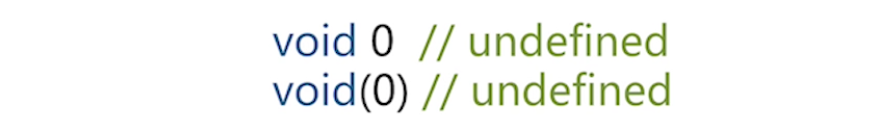 void 0  // undefined
void(0) // undefined